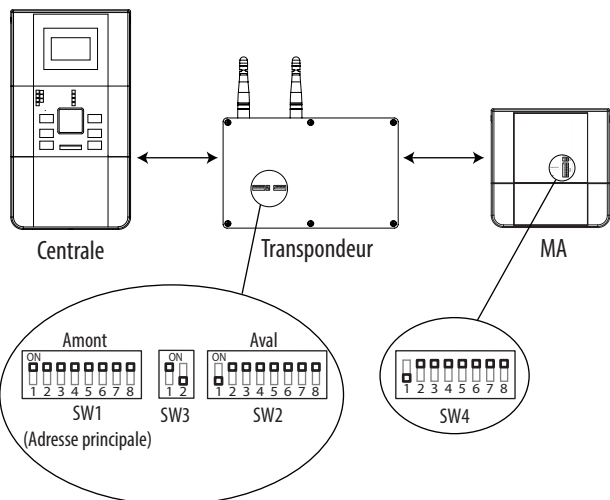 Centrale
Transpondeur
MA
Amont
ON
1 2 3 4 5 6 7 8
SW1
(Adresse principale)
ON
1 2
SW3
Aval
ON
1 2 3 4 5 6 7 8
SW2
1 2 3 4 5 6 7 8
SW4